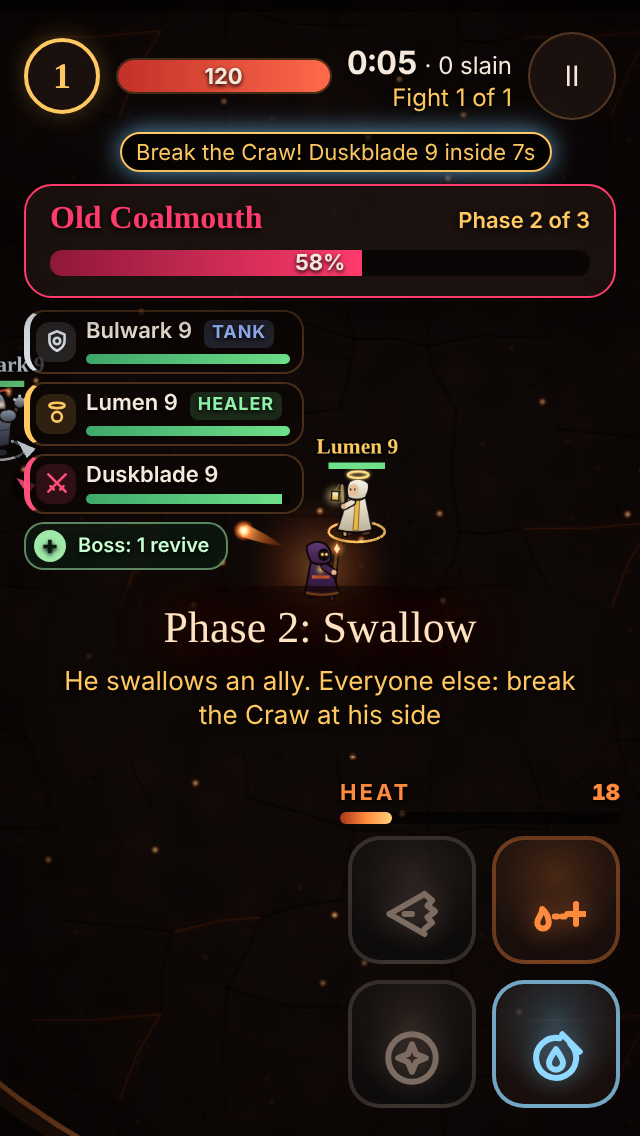 1
120
0:05 · 0 slain
Fight 1 of 1
Break the Craw! Duskblade 9 inside 7s
Old Coalmouth
Phase 2 of 3
58%
Bulwark 9 TANK
ark 9
Lumen 9 HEALER
Lumen 9
Duskblade 9
Boss: 1 revive
Phase 2: Swallow
He swallows an ally. Everyone else: break
the Craw at his side
HEAT 18